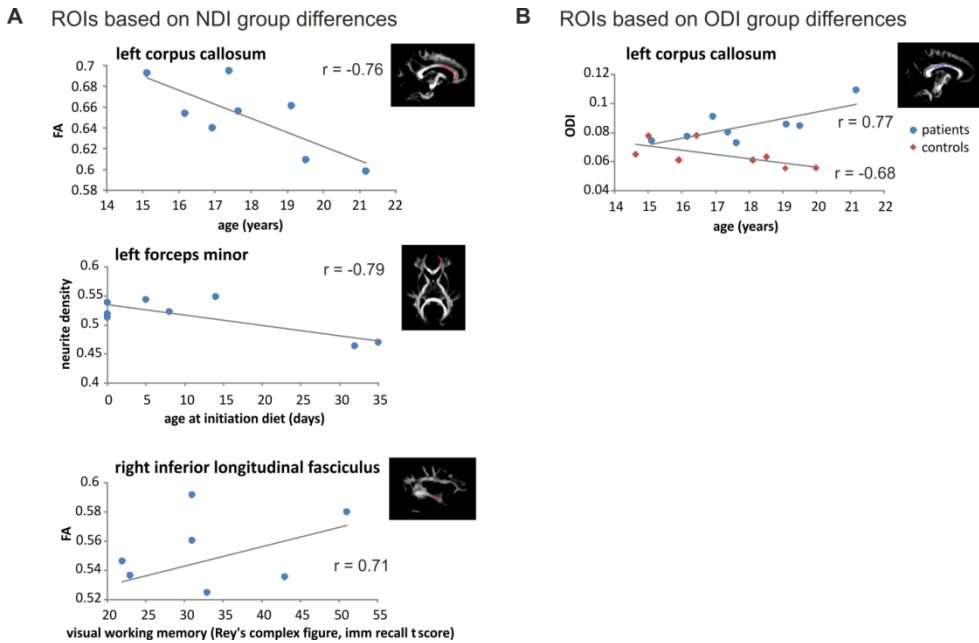 A ROIs based on NDI group differences
left corpus callosum
r = -0.76
0.7
0.68
0.66
0.64
0.62
0.6
0.58
FA
14 15 16 17 18 19 20 21 22
age (years)
left forceps minor
r = -0.79
0.6
0.55
0.5
0.45
0.4
neurite density
0 5 10 15 20 25 30 35
age at initiation diet (days)
right inferior longitudinal fasciculus
0.6
0.58
0.56
0.54
0.52
FA
r = 0.71
20 25 30 35 40 45 50 55
visual working memory (Rey's complex figure, imm recall t score)
B ROIs based on ODI group differences
left corpus callosum
0.12
0.1
0.08
0.06
0.04
ODI
r = 0.77
r = -0.68
patients
controls
14 15 16 17 18 19 20 21 22
age (years)